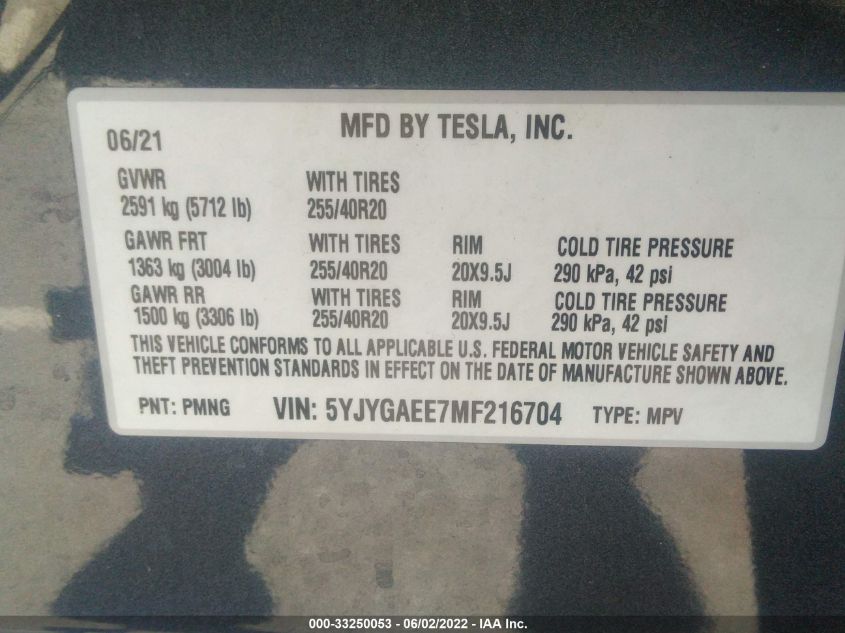 06/21 MFD BY TESLA, INC.
GVWR WITH TIRES
2591 kg (5712 lb) 255/40R20
GAWR FRT WITH TIRES RIM COLD TIRE PRESSURE
1363 kg (3004 lb) 255/40R20 20X9.5J 290 kPa, 42 psi
GAWR RR WITH TIRES RIM COLD TIRE PRESSURE
1500 kg (3306 lb) 255/40R20 20X9.5J 290 kPa, 42 psi
THIS VEHICLE CONFORMS TO ALL APPLICABLE U.S. FEDERAL MOTOR VEHICLE SAFETY AND
THEFT PREVENTION STANDARDS IN EFFECT ON THE DATE OF MANUFACTURE SHOWN ABOVE.
PNT: PMNG VIN: 5YJYGAEE7MF216704 TYPE: MPV
000-33250053 - 06/02/2022 - IAA Inc.